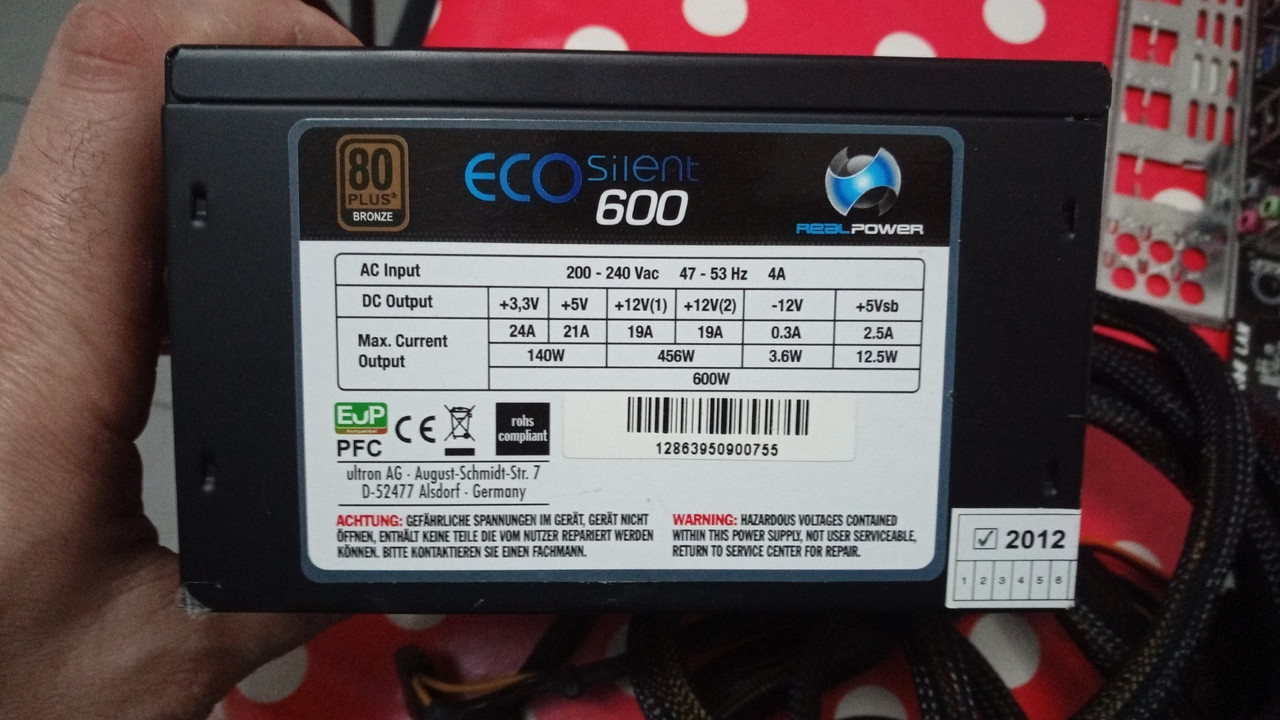 80
PLUS®
BRONZE
ECO Silent
600
REALPOWER
AC Input 200 - 240 Vac 47 - 53 Hz 4A
DC Output +3,3V +5V +12V(1) +12V(2) -12V +5Vsb
Max. Current Output 24A 21A 19A 19A 0.3A 2.5A
140W 456W 3.6W 12.5W
600W
EuP
PFC
CE
rohs
compliant
12863950900755
ultron AG · August-Schmidt-Str. 7
D-52477 Alsdorf · Germany
ACHTUNG: GEFÄHRLICHE SPANNUNGEN IM GERÄT, GERÄT NICHT
ÖFFNEN, ENTHÄLT KEINE TEILE DIE VOM NUTZER REPARIERT WERDEN
KÖNNEN. BITTE KONTAKTIEREN SIE EINEN FACHMANN.
WARNING: HAZARDOUS VOLTAGES CONTAINED
WITHIN THIS POWER SUPPLY, NOT USER SERVICEABLE,
RETURN TO SERVICE CENTER FOR REPAIR.
2012
1 2 3 4 5 6